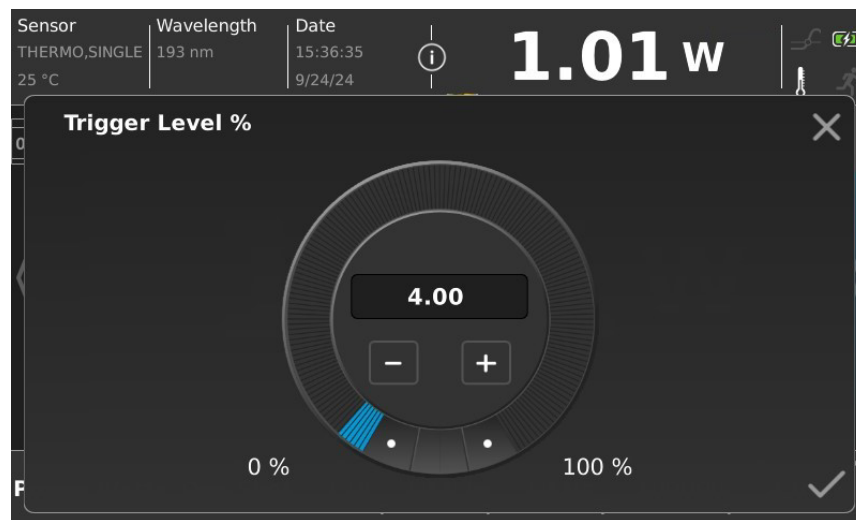 Sensor
Wavelength
Date
THERMO,SINGLE
193 nm
15:36:35
25 °C
9/24/24
i
1.01 W
Trigger Level %
0
4.00
−
+
0 %
100 %
P